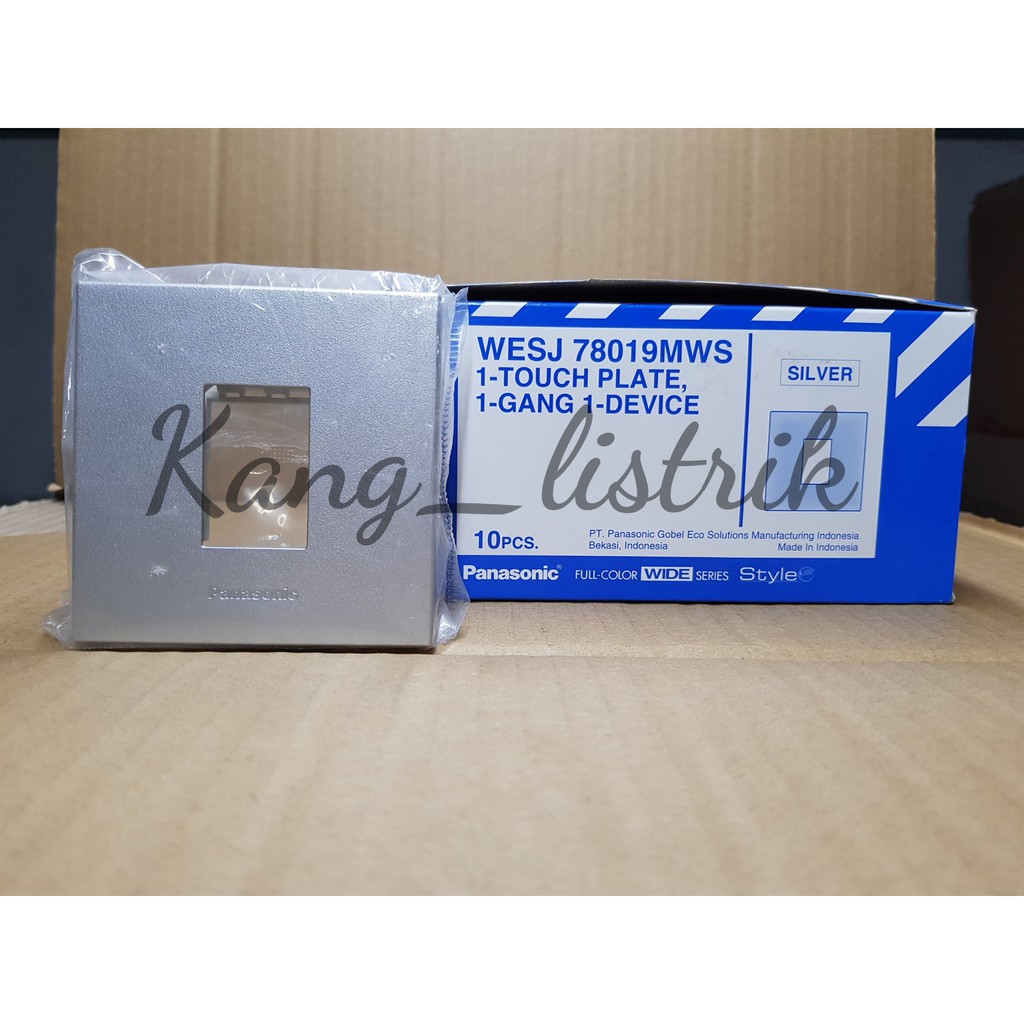 WESJ 78019MWS
1-TOUCH PLATE,
1-GANG 1-DEVICE
SILVER
Kang_listrik
10PCS.
PT. Panasonic Gobel Eco Solutions Manufacturing Indonesia
Bekasi, Indonesia
Made In Indonesia
Panasonic® FULL-COLOR WIDE SERIES Style e
Panasonic